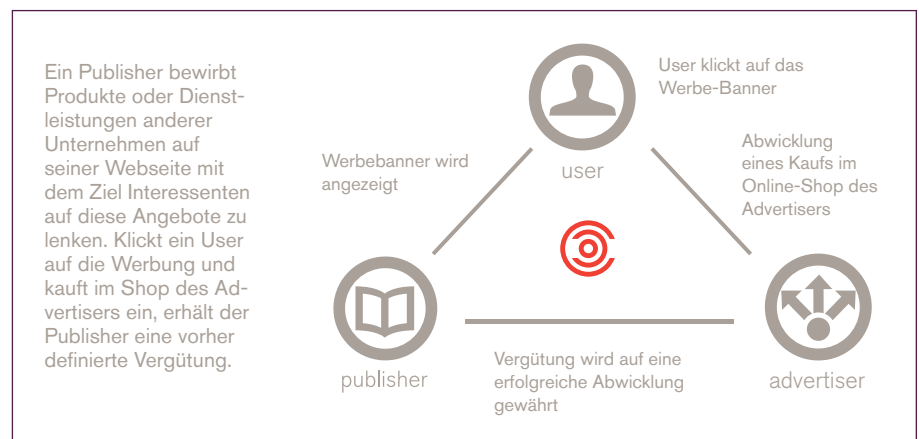 Ein Publisher bewirbt
Produkte oder Dienst-
leistungen anderer
Unternehmen auf
seiner Webseite mit
dem Ziel Interessenten
auf diese Angebote zu
lenken. Klickt ein User
auf die Werbung und
kauft im Shop des Ad-
vertisers ein, erhält der
Publisher eine vorher
definierte Vergütung.
User klickt auf das
Werbe-Banner
user
Werbebanner wird
angezeigt
Abwicklung
eines Kaufs im
Online-Shop des
Advertisers
publisher
Vergütung wird auf eine
erfolgreiche Abwicklung
gewährt
advertiser